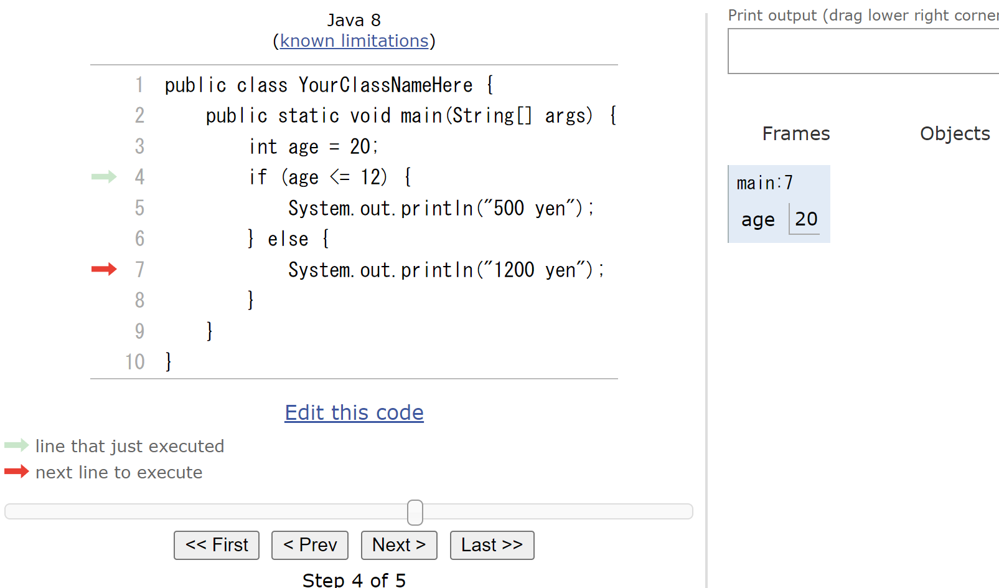 Java 8
(known limitations)
1 public class YourClassNameHere {
2 public static void main(String[] args) {
3 int age = 20;
4 if (age <= 12) {
5 System.out.println("500 yen");
6 } else {
7 System.out.println("1200 yen");
8 }
9 }
10 }
Edit this code
line that just executed
next line to execute
<< First < Prev Next > Last >>
Step 4 of 5
Print output (drag lower right corner
Frames Objects
main:7
age 20